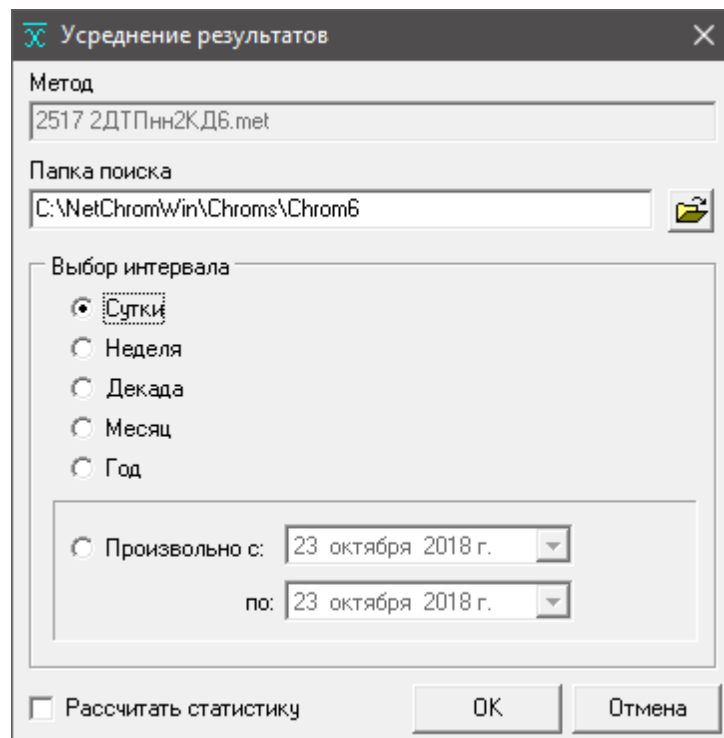 Усреднение результатов
Метод
2517 2ДТПнн2КД6.met
Папка поиска
C:\NetChromWin\Chroms\Chrom6
Выбор интервала
Сутки
Неделя
Декада
Месяц
Год
Произвольно с: 23 октября 2018 г.
по: 23 октября 2018 г.
Рассчитать статистику OK Отмена